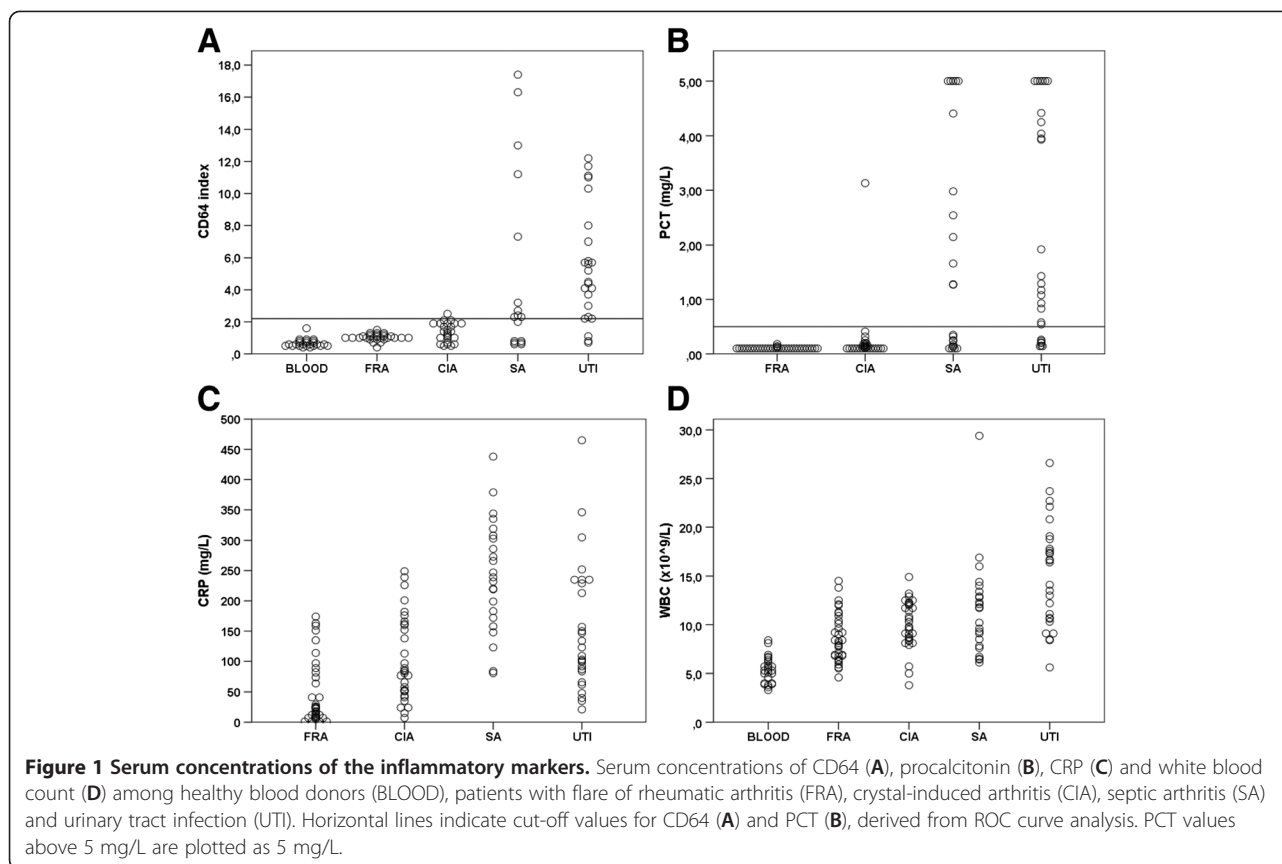 A
CD64 index
18,0
16,0
14,0
12,0
10,0
8,0
6,0
4,0
2,0
,0
BLOOD FRA CIA SA UTI
B
PCT (mg/L)
5,00
4,00
3,00
2,00
1,00
,00
FRA CIA SA UTI
C
CRP (mg/L)
500
450
400
350
300
250
200
150
100
50
0
FRA CIA SA UTI
D
WBC (x10^9/L)
30,0
25,0
20,0
15,0
10,0
5,0
,0
BLOOD FRA CIA SA UTI
Figure 1 Serum concentrations of the inflammatory markers. Serum concentrations of CD64 (A), procalcitonin (B), CRP (C) and white blood
count (D) among healthy blood donors (BLOOD), patients with flare of rheumatic arthritis (FRA), crystal-induced arthritis (CIA), septic arthritis (SA)
and urinary tract infection (UTI). Horizontal lines indicate cut-off values for CD64 (A) and PCT (B), derived from ROC curve analysis. PCT values
above 5 mg/L are plotted as 5 mg/L.